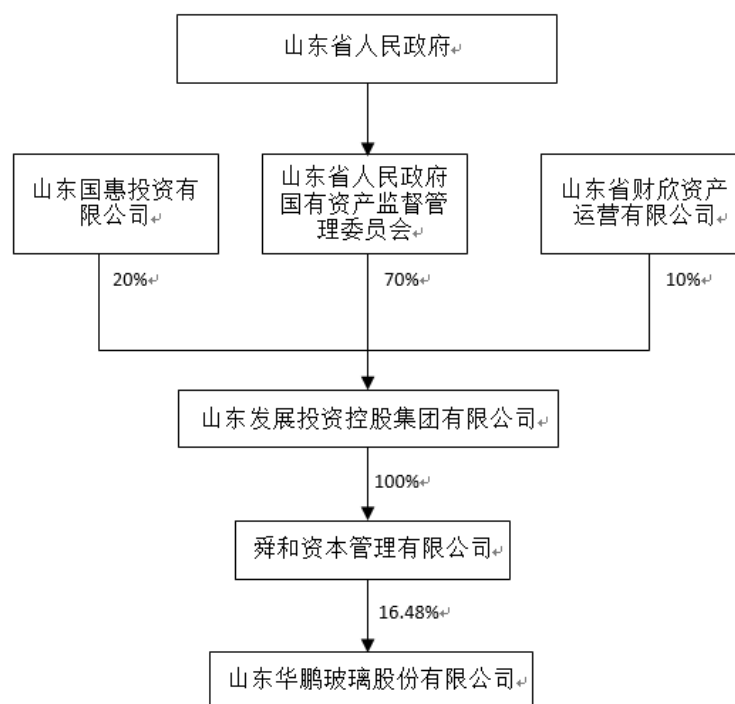 山东省人民政府
山东国惠投资有
限公司
山东省人民政府
国有资产监督管
理委员会
山东省财欣资产
运营有限公司
20%
70%
10%
山东发展投资控股集团有限公司
100%
舜和资本管理有限公司
16.48%
山东华鹏玻璃股份有限公司